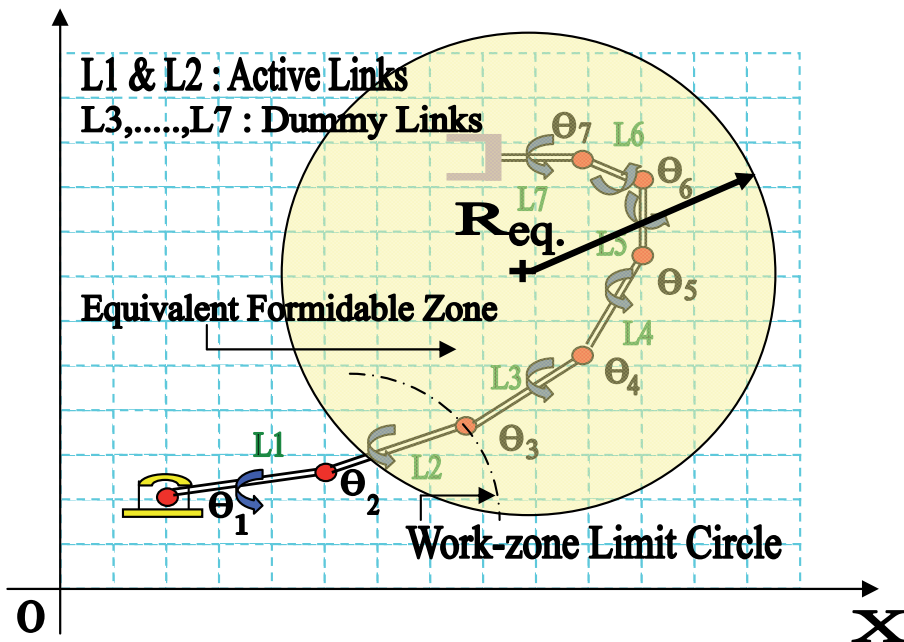 L1 & L2 : Active Links
L3,.....,L7 : Dummy Links
θ7
L6
θ6
L7
Req.
L5
θ5
Equivalent Formidable Zone
L4
L3
θ4
L1
θ3
L2
θ1
θ2
Work-zone Limit Circle
0
X